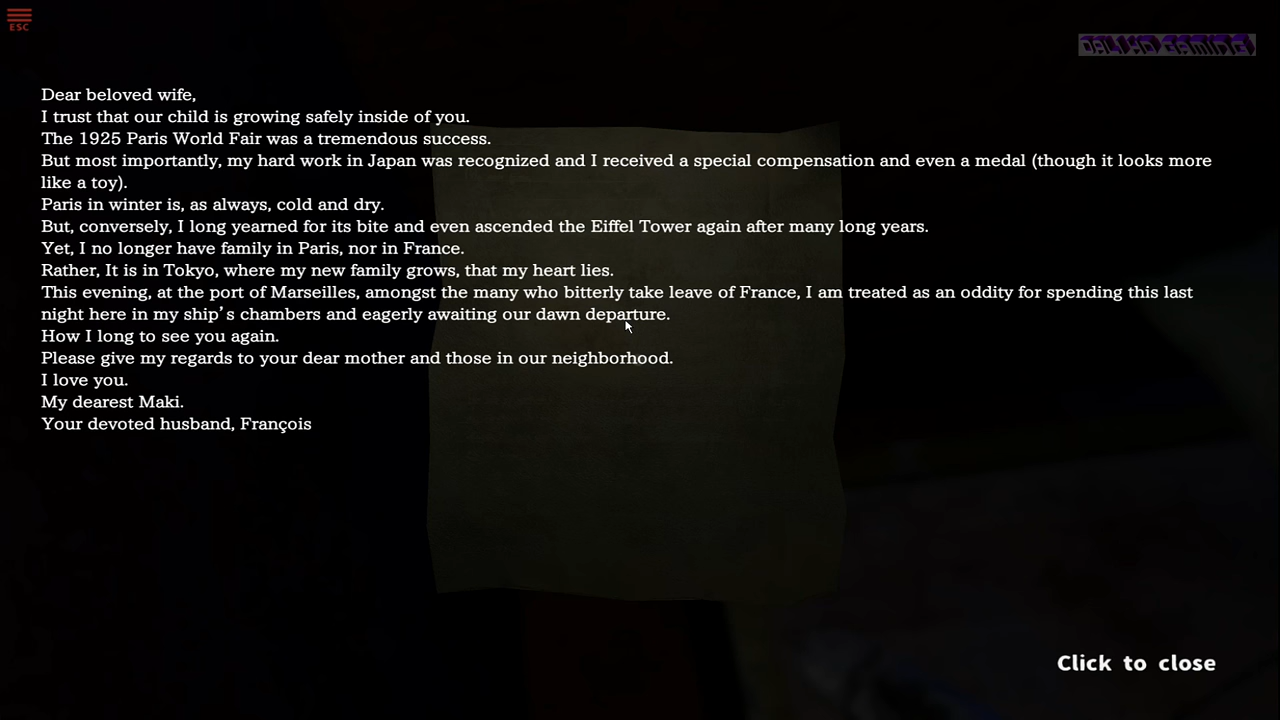 ESC
DALIYO GAMING
Dear beloved wife,
I trust that our child is growing safely inside of you.
The 1925 Paris World Fair was a tremendous success.
But most importantly, my hard work in Japan was recognized and I received a special compensation and even a medal (though it looks more
like a toy).
Paris in winter is, as always, cold and dry.
But, conversely, I long yearned for its bite and even ascended the Eiffel Tower again after many long years.
Yet, I no longer have family in Paris, nor in France.
Rather, It is in Tokyo, where my new family grows, that my heart lies.
This evening, at the port of Marseilles, amongst the many who bitterly take leave of France, I am treated as an oddity for spending this last
night here in my ship’s chambers and eagerly awaiting our dawn departure.
How I long to see you again.
Please give my regards to your dear mother and those in our neighborhood.
I love you.
My dearest Maki.
Your devoted husband, François
Click to close